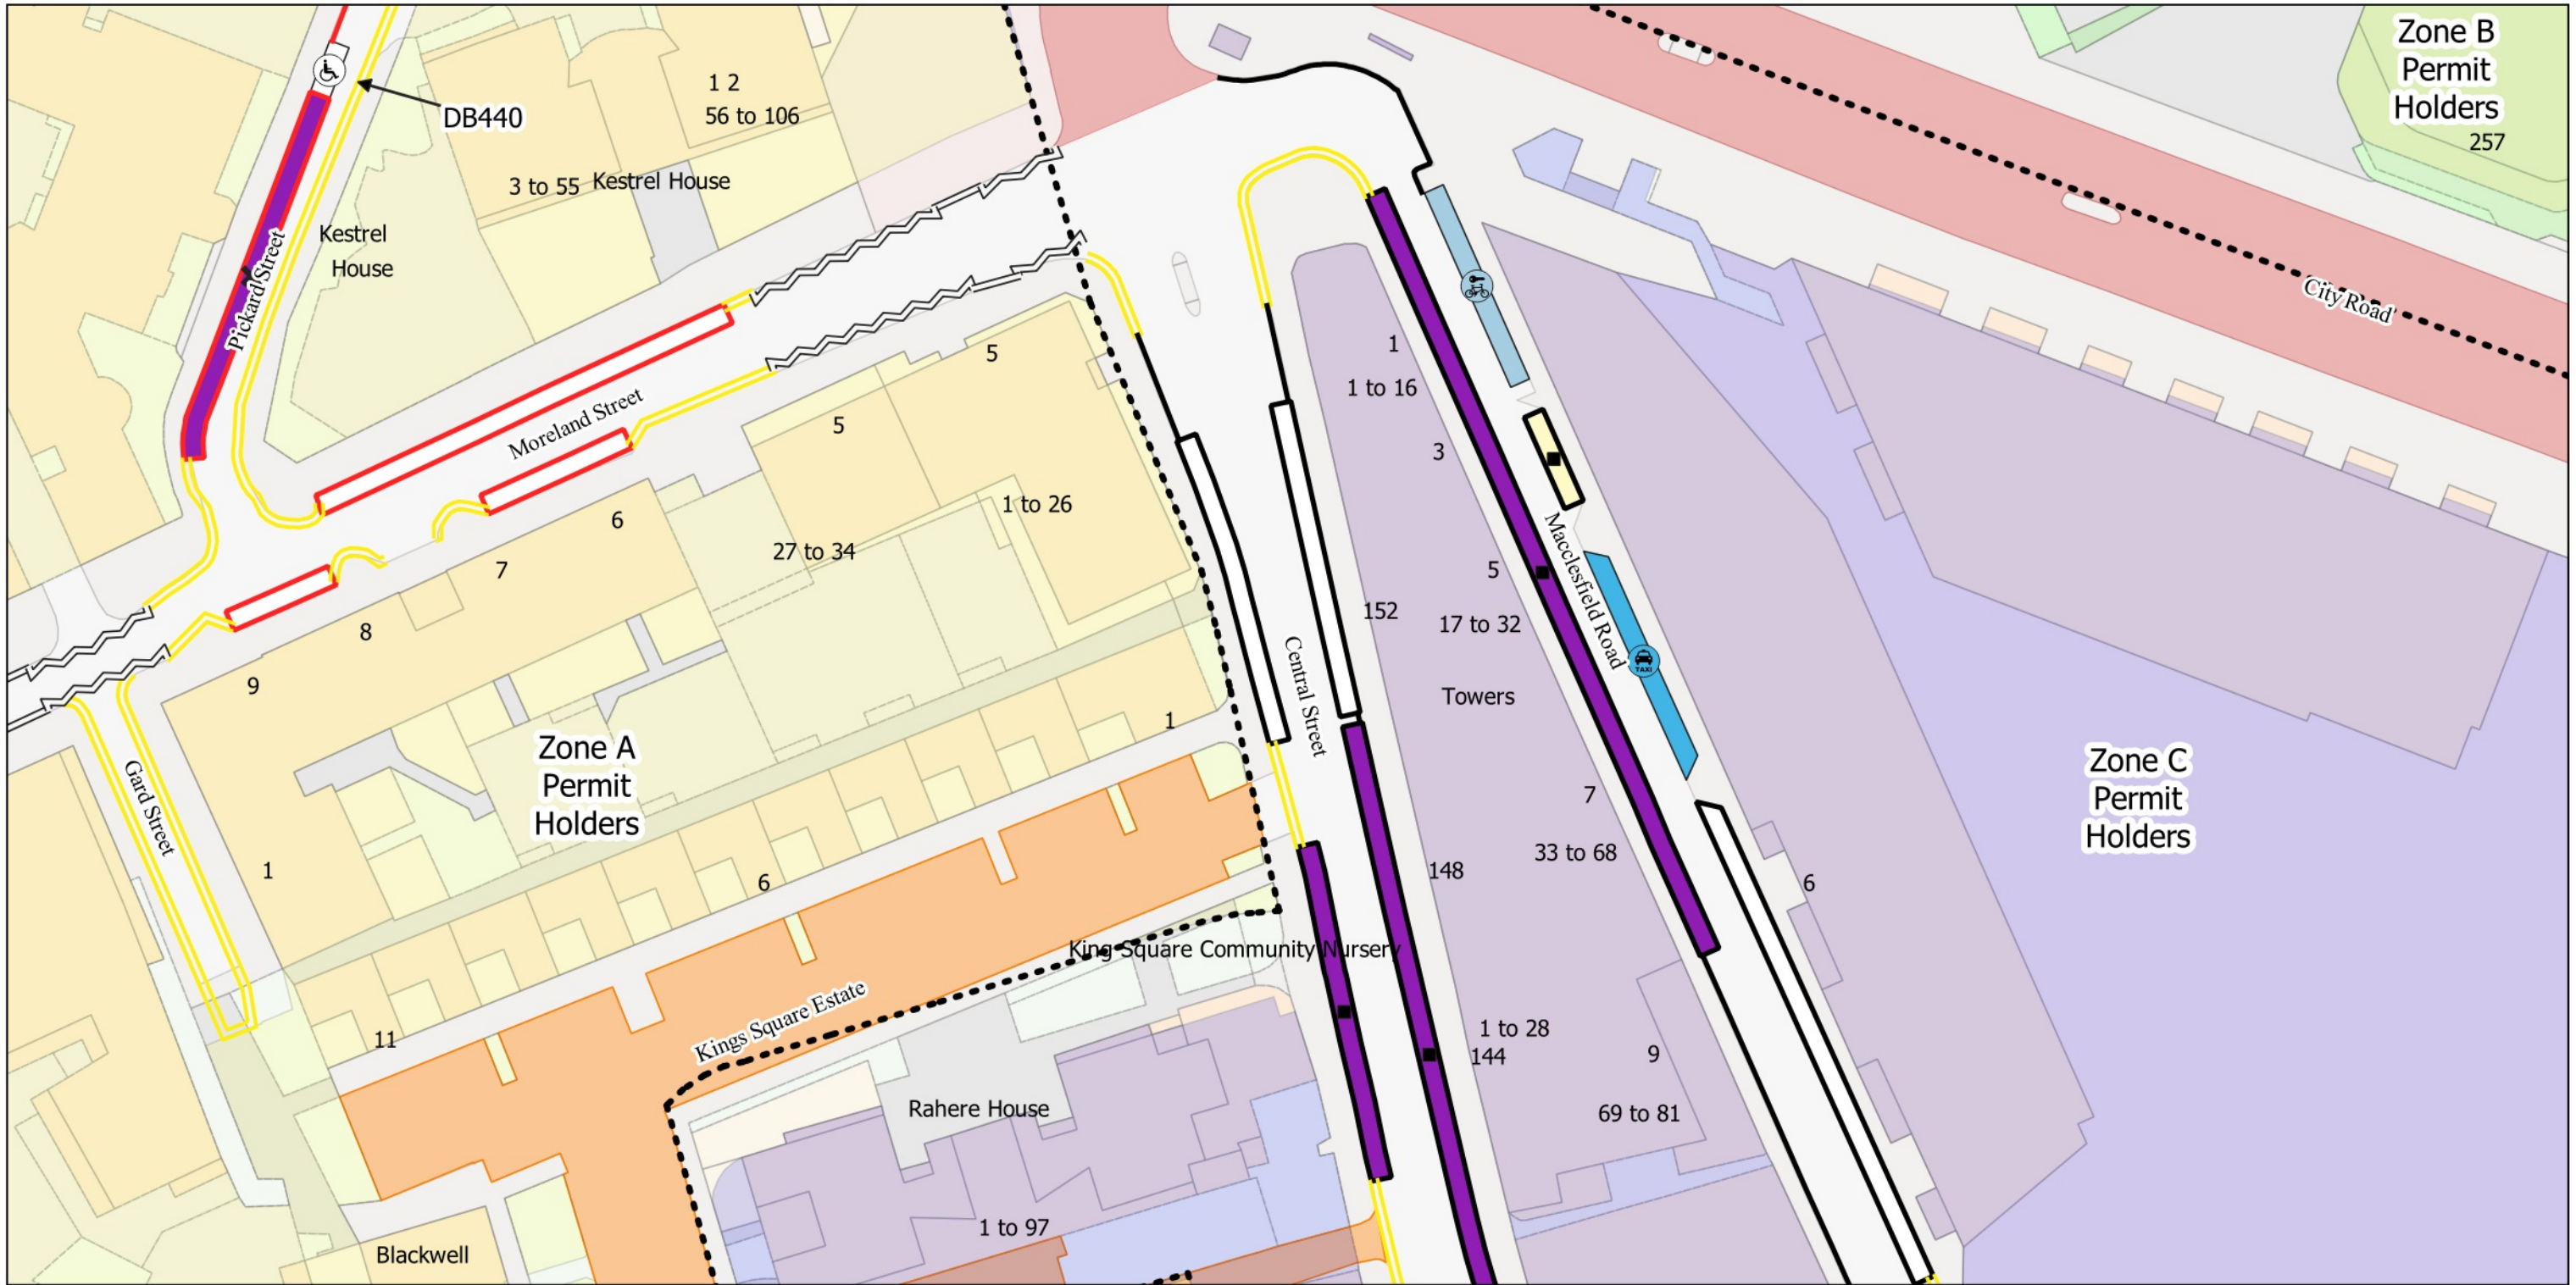 Zone B
Permit
Holders
257
1 2
56 to 106
DB440
3 to 55
Kestrel House
Kestrel
House
Pickard Street
City Road
1
1 to 16
5
Moreland Street
5
3
1 to 26
6
27 to 34
7
5
Macclesfield Road
152
17 to 32
8
TAXI
9
Central Street
Towers
1
Zone A
Permit
Holders
Zone C
Permit
Holders
Gard Street
7
33 to 68
1
148
6
6
King Square Community Nursery
Kings Square Estate
11
1 to 28
144
9
Rahere House
69 to 81
1 to 97
Blackwell